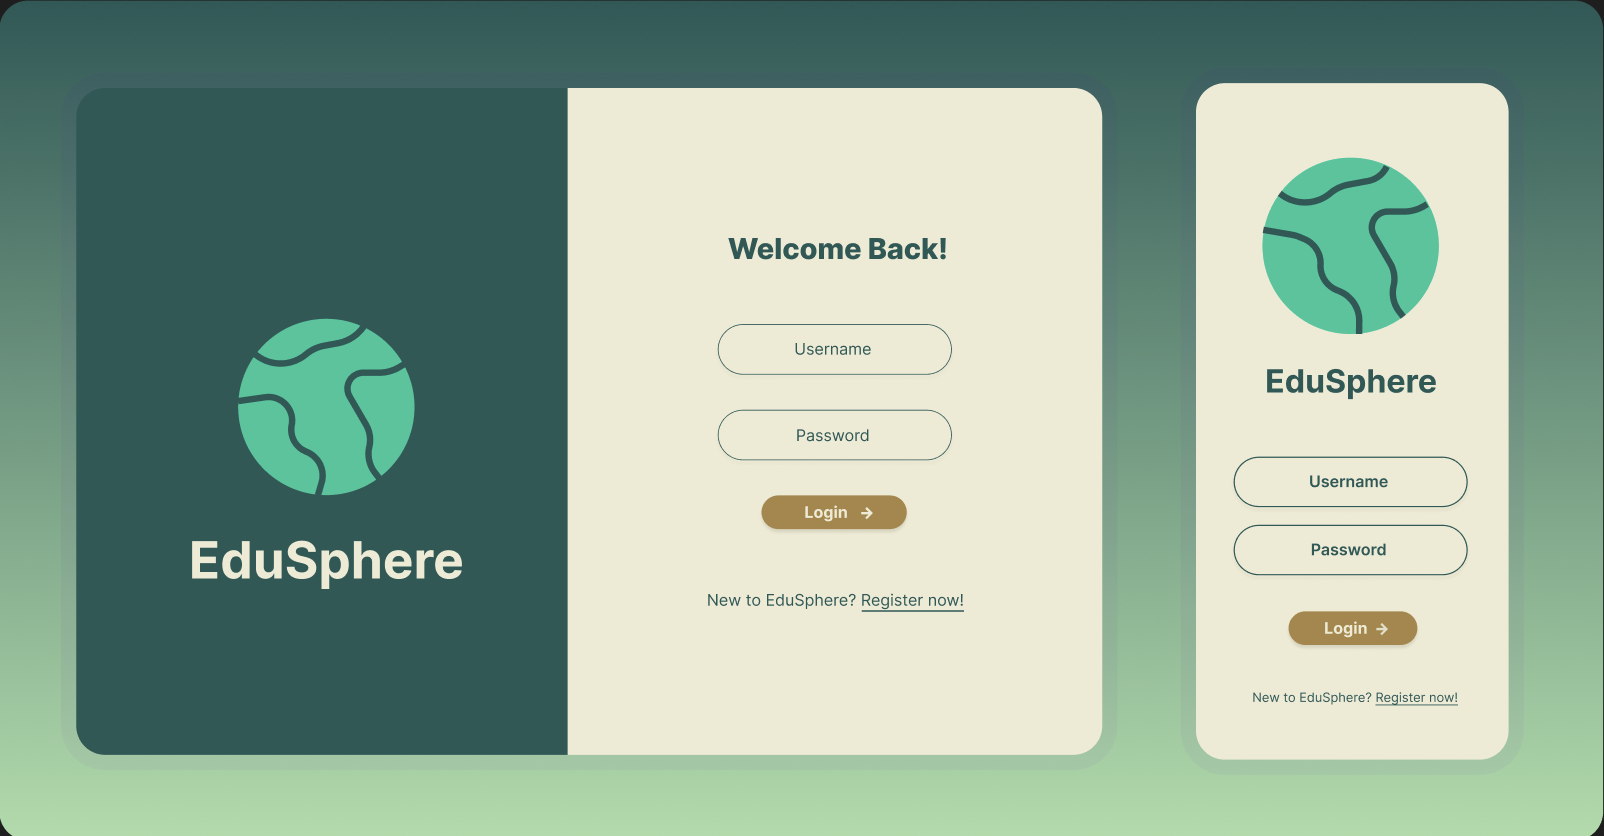 EduSphere
Welcome Back!
Username
Password
Login →
New to EduSphere? Register now!
EduSphere
Username
Password
Login →
New to EduSphere? Register now!